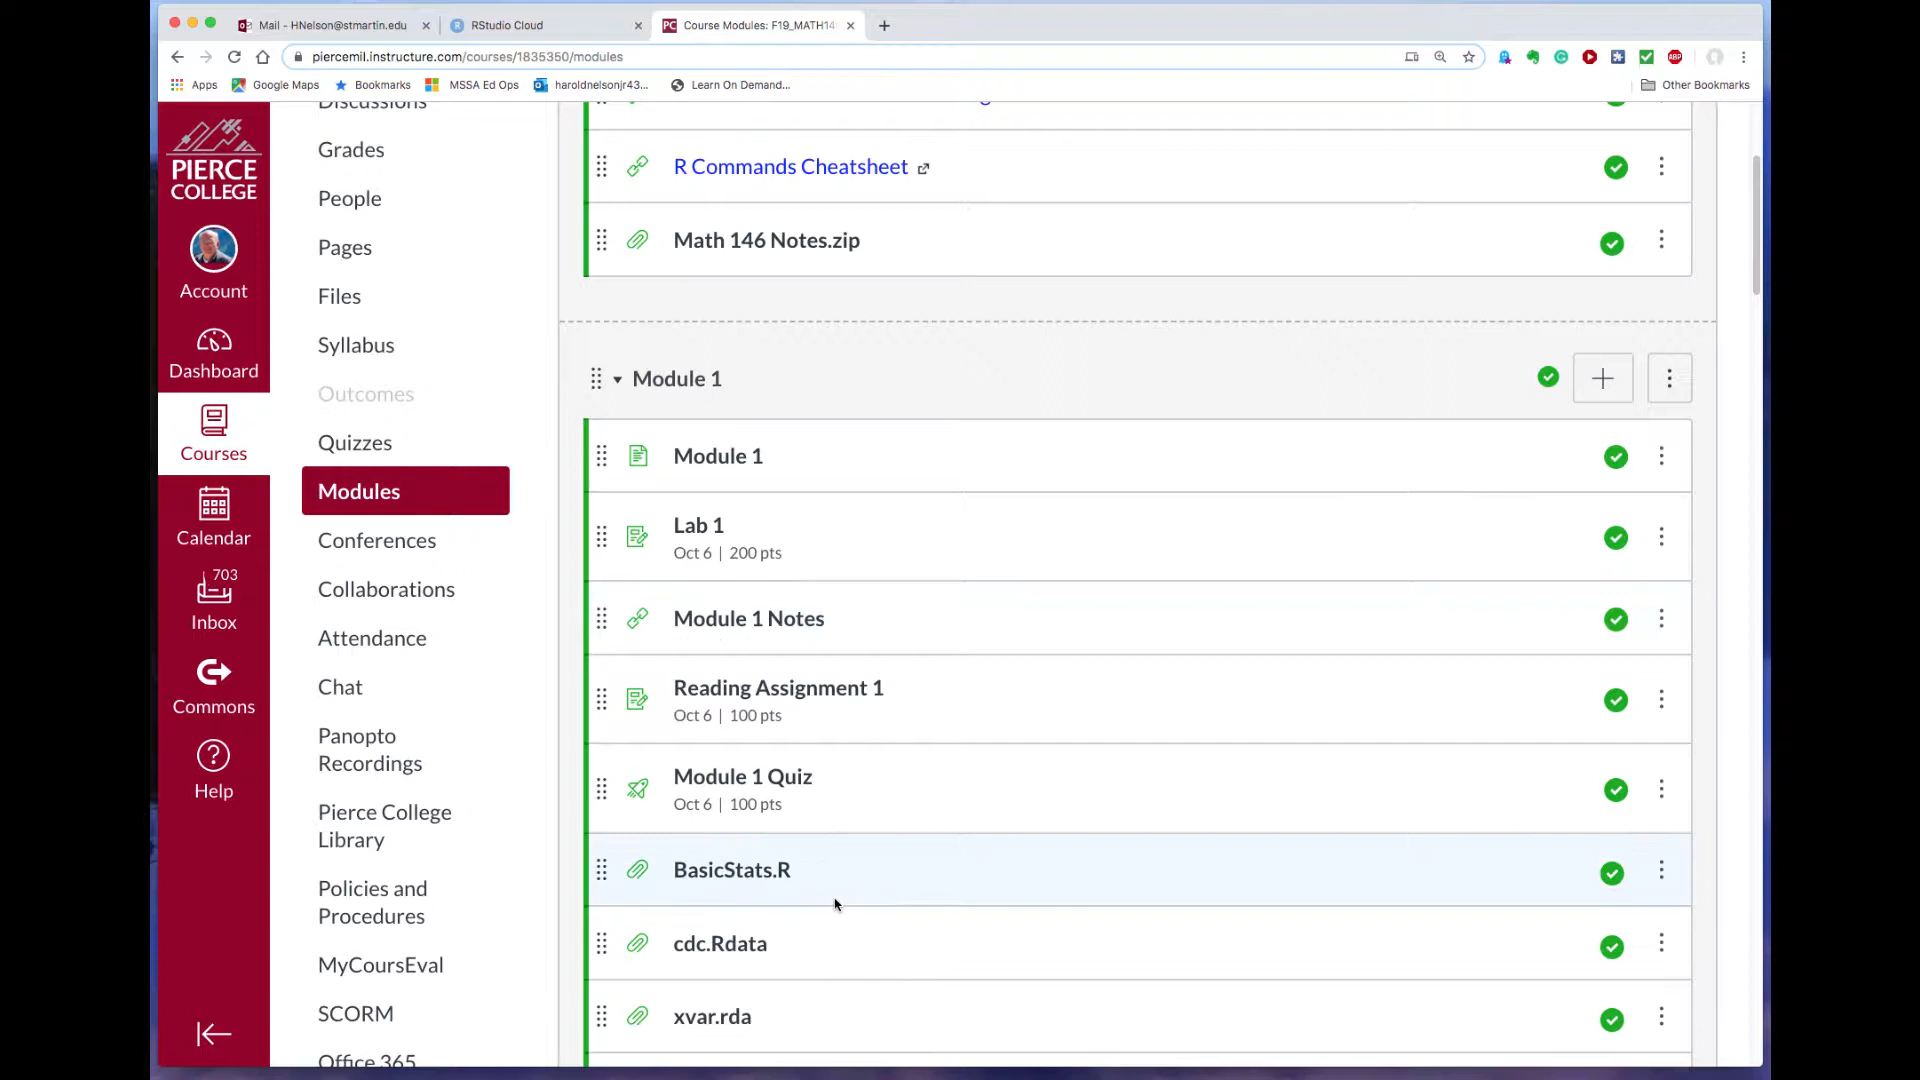 Mail - HNelson@stmartin.edu
RStudio Cloud
Course Modules: F19_MATH14
piercemil.instructure.com/courses/1835350/modules
Apps
Google Maps
Bookmarks
MSSA Ed Ops
haroldnelsonjr43...
Learn On Demand...
Other Bookmarks
PIERCE
COLLEGE
Account
Dashboard
Courses
Calendar
703
Inbox
Commons
Help
Discussions
Grades
People
Pages
Files
Syllabus
Outcomes
Quizzes
Modules
Conferences
Collaborations
Attendance
Chat
Panopto
Recordings
Pierce College
Library
Policies and
Procedures
MyCoursEval
SCORM
Office 365
R Commands Cheatsheet
Math 146 Notes.zip
Module 1
Module 1
Lab 1
Oct 6 | 200 pts
Module 1 Notes
Reading Assignment 1
Oct 6 | 100 pts
Module 1 Quiz
Oct 6 | 100 pts
BasicStats.R
cdc.Rdata
xvar.rda